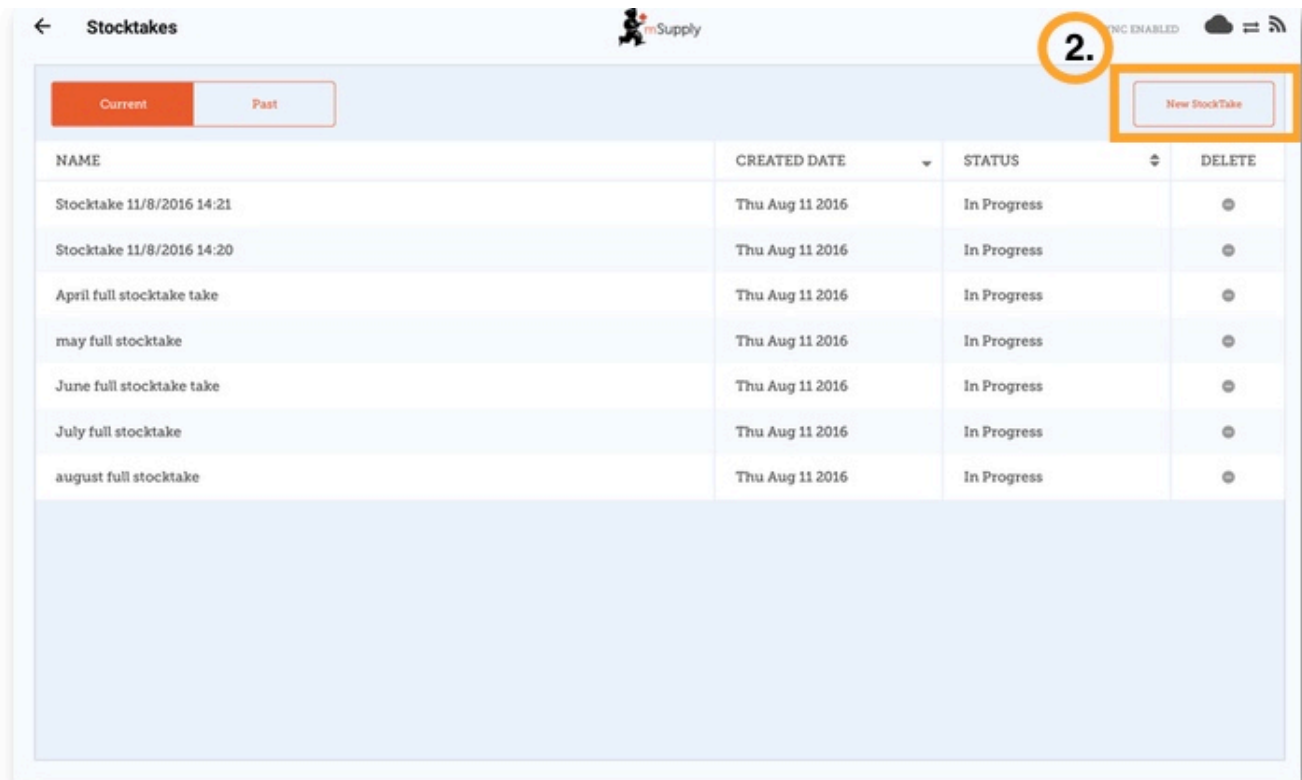 Stocktakes
mSupply
2.
YNC ENABLED
Current
Past
New StockTake
NAME
CREATED DATE
STATUS
DELETE
Stocktake 11/8/2016 14:21
Thu Aug 11 2016
In Progress
Stocktake 11/8/2016 14:20
Thu Aug 11 2016
In Progress
April full stocktake take
Thu Aug 11 2016
In Progress
may full stocktake
Thu Aug 11 2016
In Progress
June full stocktake take
Thu Aug 11 2016
In Progress
July full stocktake
Thu Aug 11 2016
In Progress
august full stocktake
Thu Aug 11 2016
In Progress